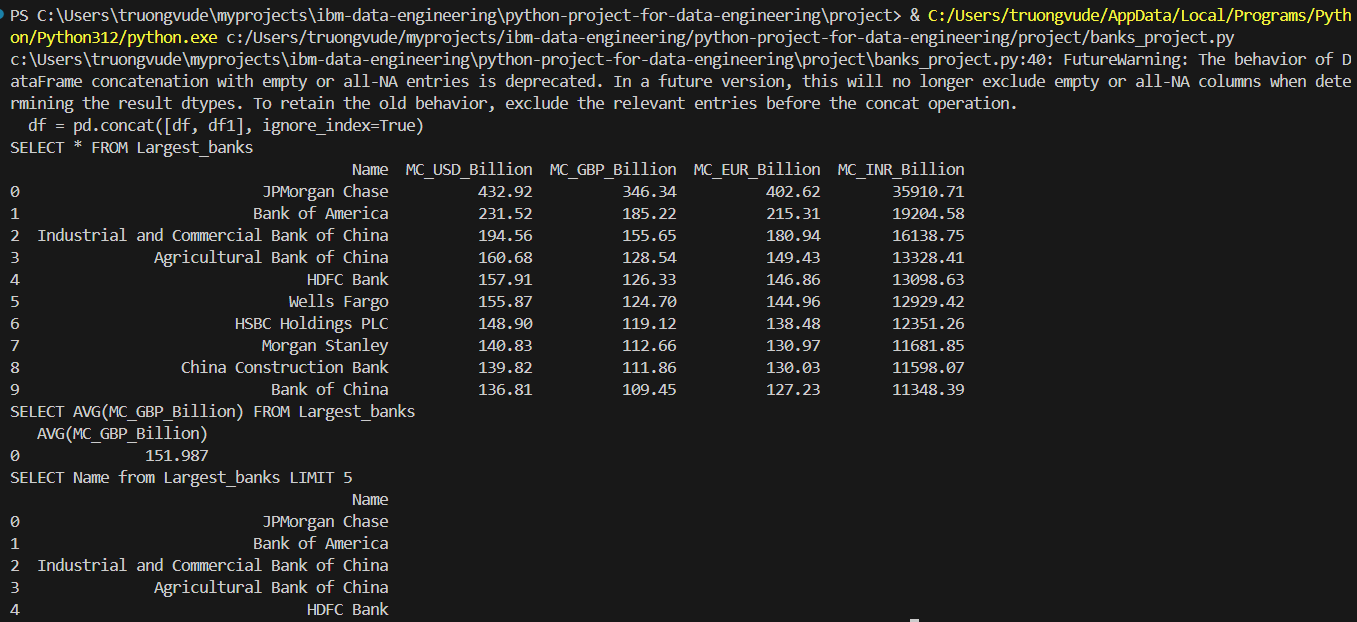 PS C:\Users\truongvude\myprojects\ibm-data-engineering\python-project-for-data-engineering\project> & C:/Users/truongvude/AppData/Local/Programs/Pyth
on/Python312/python.exe c:/Users/truongvude/myprojects/ibm-data-engineering/python-project-for-data-engineering/project/banks_project.py
c:\Users\truongvude\myprojects\ibm-data-engineering\python-project-for-data-engineering\project\banks_project.py:40: FutureWarning: The behavior of D
ataFrame concatenation with empty or all-NA entries is deprecated. In a future version, this will no longer exclude empty or all-NA columns when dete
rmining the result dtypes. To retain the old behavior, exclude the relevant entries before the concat operation.
  df = pd.concat([df, df1], ignore_index=True)
SELECT * FROM Largest_banks
                                      Name  MC_USD_Billion  MC_GBP_Billion  MC_EUR_Billion  MC_INR_Billion
0                           JPMorgan Chase          432.92          346.34          402.62        35910.71
1                          Bank of America          231.52          185.22          215.31        19204.58
2  Industrial and Commercial Bank of China          194.56          155.65          180.94        16138.75
3               Agricultural Bank of China          160.68          128.54          149.43        13328.41
4                                HDFC Bank          157.91          126.33          146.86        13098.63
5                              Wells Fargo          155.87          124.70          144.96        12929.42
6                        HSBC Holdings PLC          148.90          119.12          138.48        12351.26
7                           Morgan Stanley          140.83          112.66          130.97        11681.85
8                  China Construction Bank          139.82          111.86          130.03        11598.07
9                            Bank of China          136.81          109.45          127.23        11348.39
SELECT AVG(MC_GBP_Billion) FROM Largest_banks
   AVG(MC_GBP_Billion)
0              151.987
SELECT Name from Largest_banks LIMIT 5
                                      Name
0                           JPMorgan Chase
1                          Bank of America
2  Industrial and Commercial Bank of China
3               Agricultural Bank of China
4                                HDFC Bank